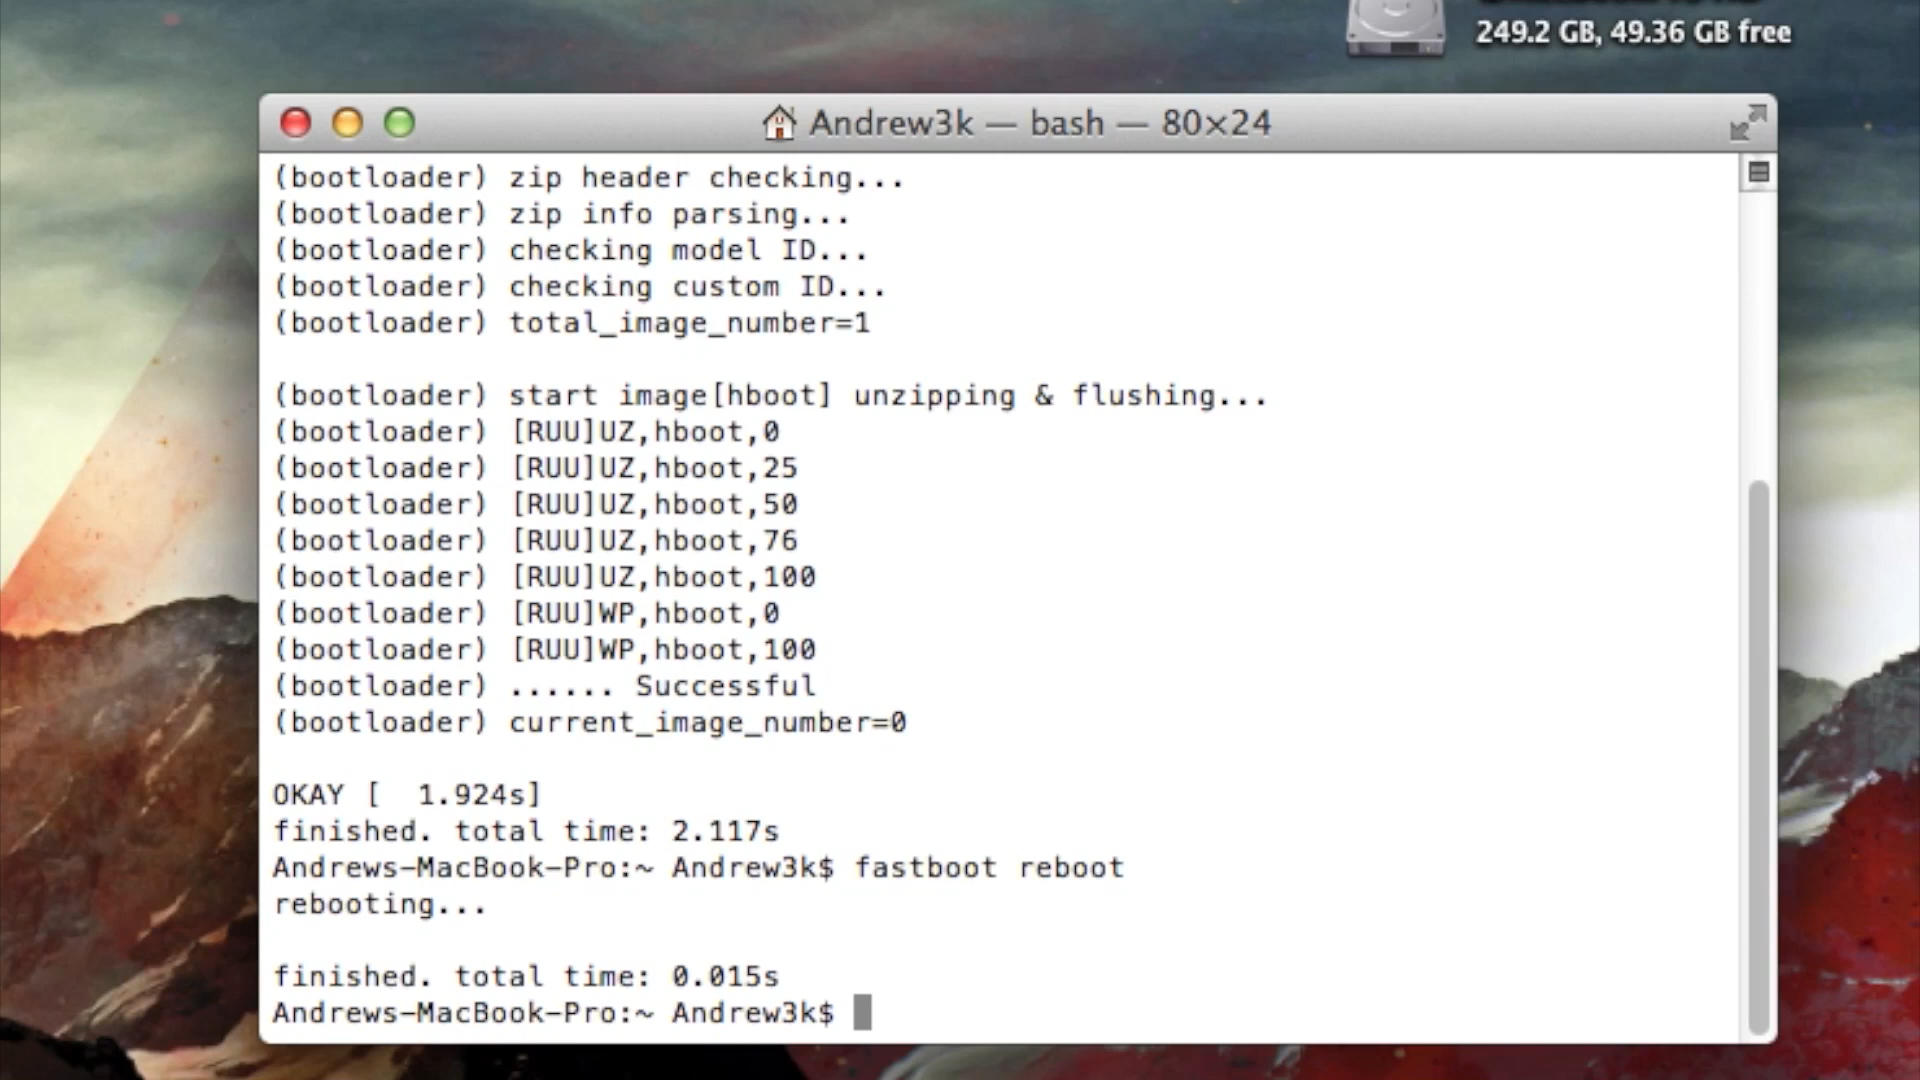 249.2 GB, 49.36 GB free
Andrew3k — bash — 80×24
(bootloader) zip header checking...
(bootloader) zip info parsing...
(bootloader) checking model ID...
(bootloader) checking custom ID...
(bootloader) total_image_number=1
(bootloader) start image[hboot] unzipping & flushing...
(bootloader) [RUU]UZ,hboot,0
(bootloader) [RUU]UZ,hboot,25
(bootloader) [RUU]UZ,hboot,50
(bootloader) [RUU]UZ,hboot,76
(bootloader) [RUU]UZ,hboot,100
(bootloader) [RUU]WP,hboot,0
(bootloader) [RUU]WP,hboot,100
(bootloader) ...... Successful
(bootloader) current_image_number=0
OKAY [  1.924s]
finished. total time: 2.117s
Andrews-MacBook-Pro:~ Andrew3k$ fastboot reboot
rebooting...
finished. total time: 0.015s
Andrews-MacBook-Pro:~ Andrew3k$